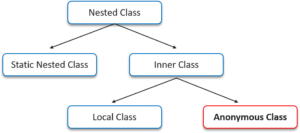 Nested Class
Static Nested Class
Inner Class
Local Class
Anonymous Class